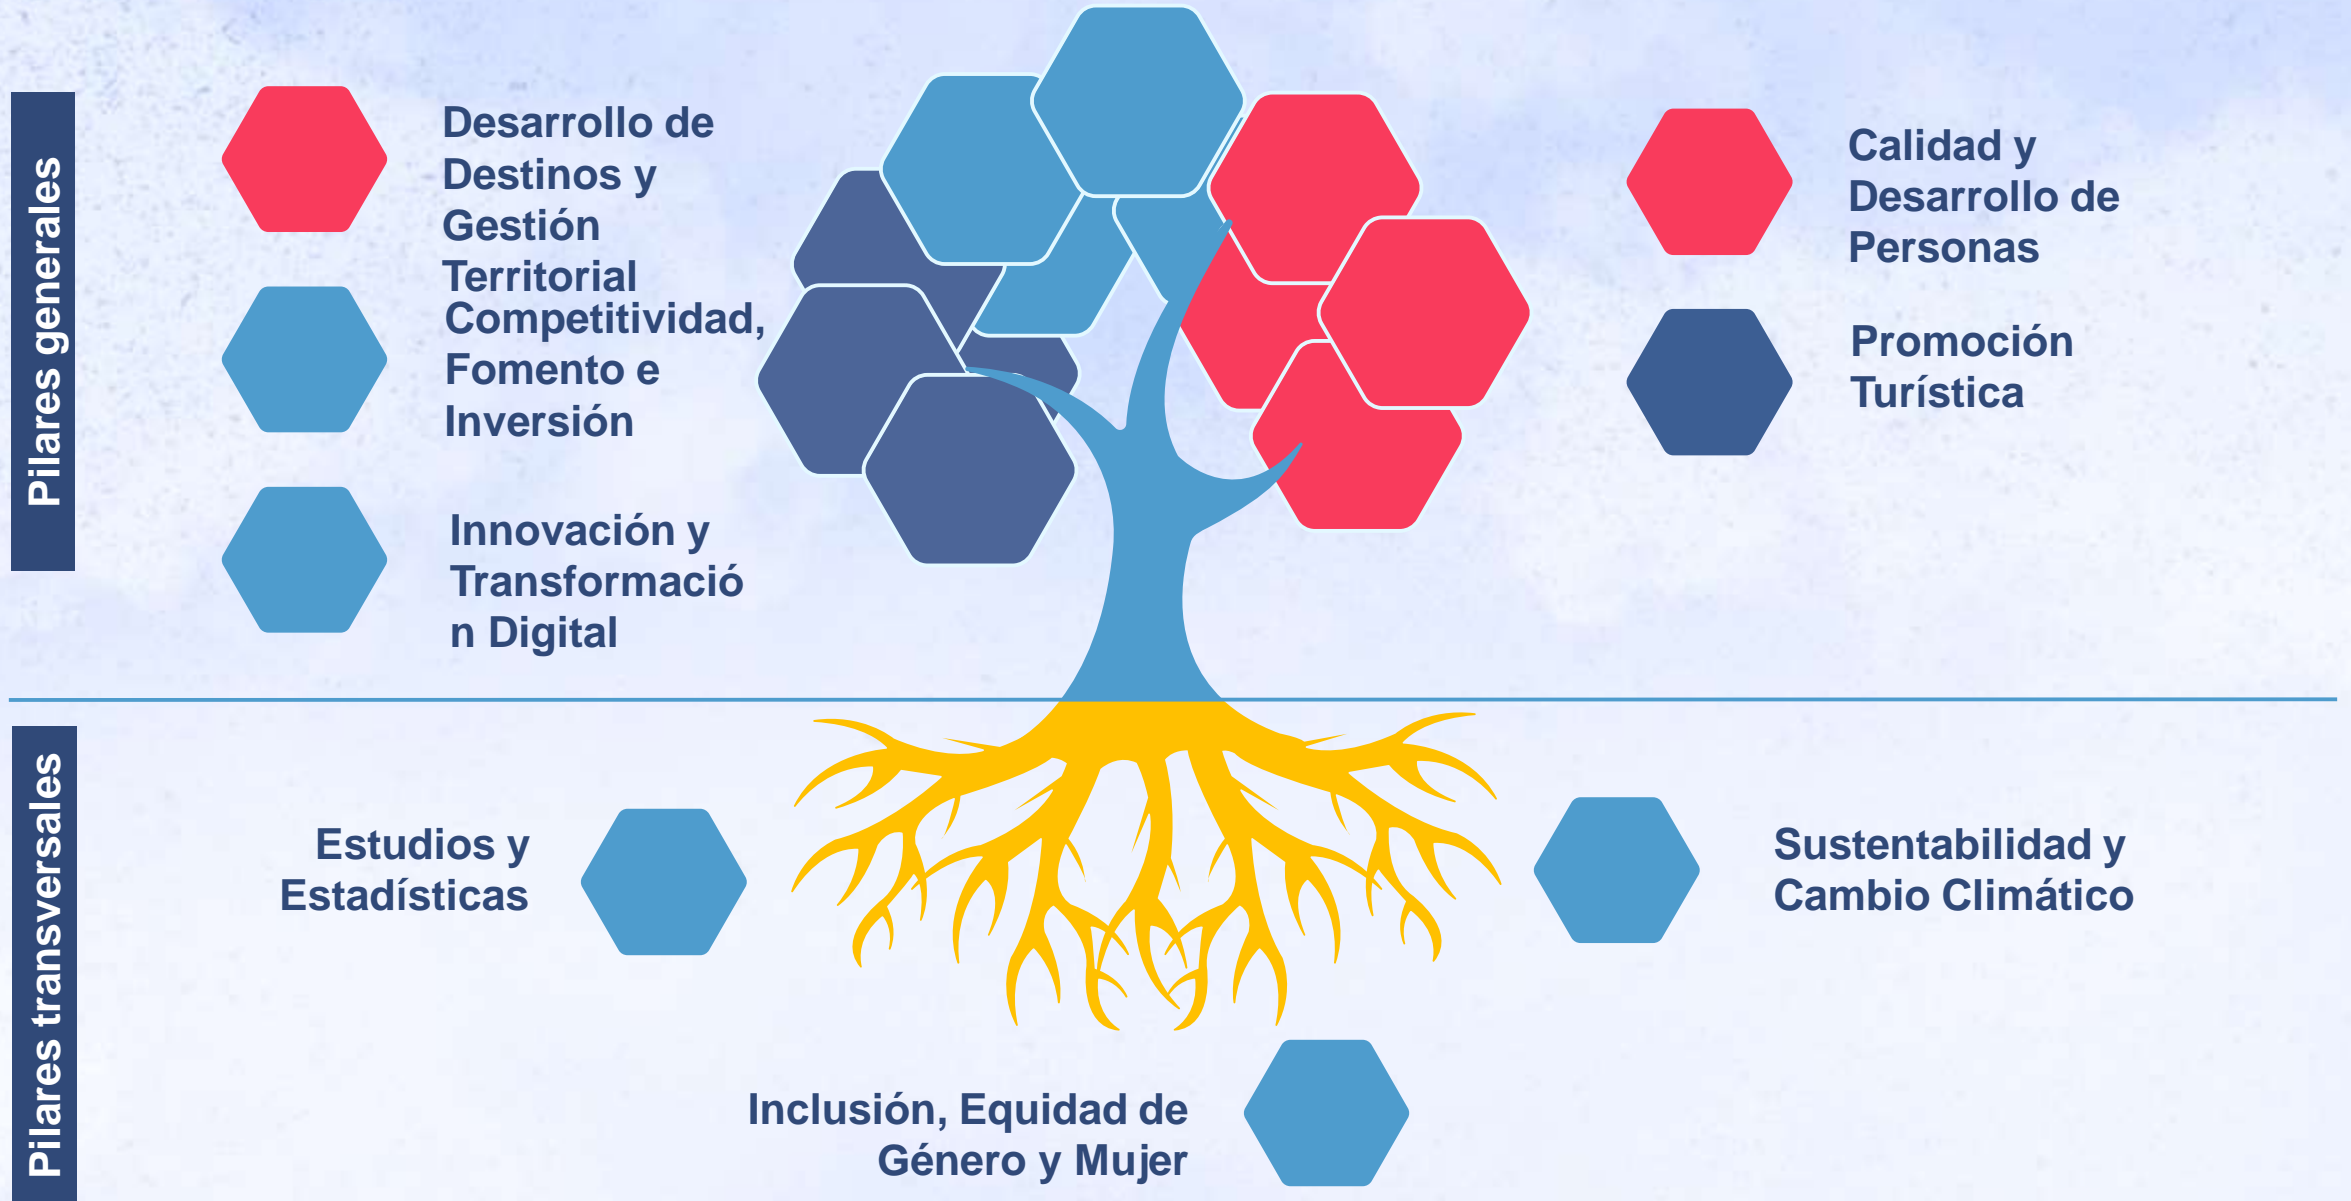 Pilares generales
Desarrollo de
Destinos y
Gestión
Territorial
Competitividad,
Fomento e
Inversión
Innovación y
Transformació
n Digital
Calidad y
Desarrollo de
Personas
Promoción
Turística
Pilares transversales
Estudios y
Estadísticas
Inclusión, Equidad de
Género y Mujer
Sustentabilidad y
Cambio Climático